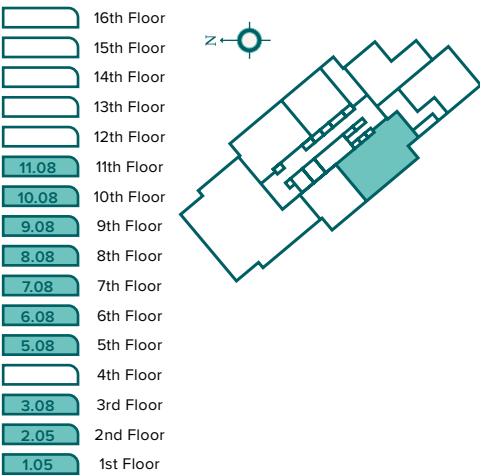 16th Floor
15th Floor
14th Floor
13th Floor
12th Floor
11.08 11th Floor
10.08 10th Floor
9.08 9th Floor
8.08 8th Floor
7.08 7th Floor
6.08 6th Floor
5.08 5th Floor
4th Floor
3.08 3rd Floor
2.05 2nd Floor
1.05 1st Floor
N